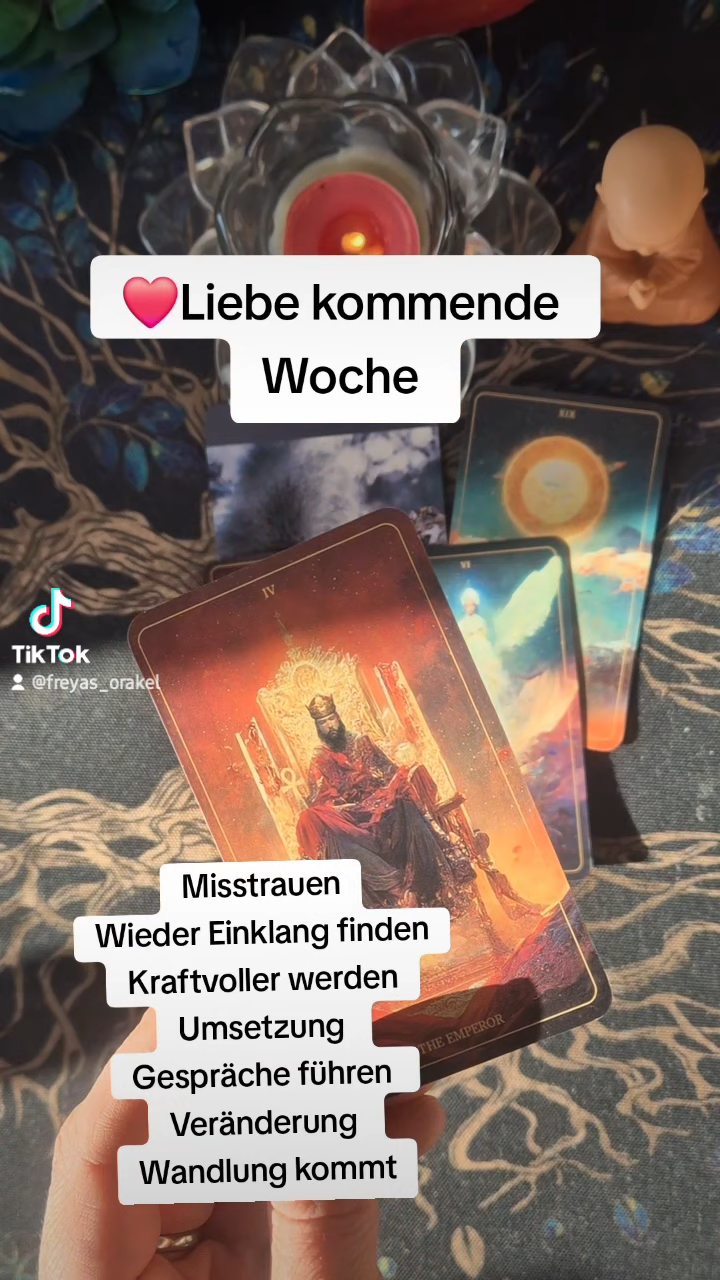 ❤️Liebe kommende
Woche
XIX
VI
IV
TikTok
@freyas_orakel
THE EMPEROR
Misstrauen
Wieder Einklang finden
Kraftvoller werden
Umsetzung
Gespräche führen
Veränderung
Wandlung kommt